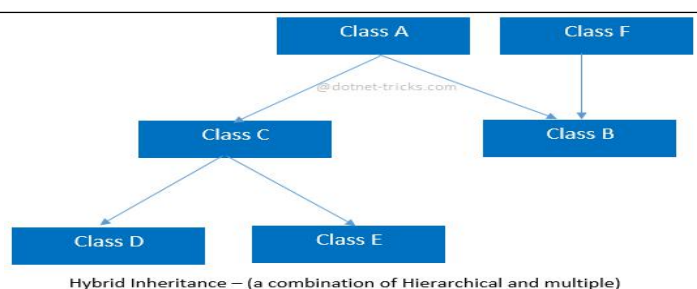 Class A
Class F
@dotnet-tricks.com
Class C
Class B
Class D
Class E
Hybrid Inheritance – (a combination of Hierarchical and multiple)